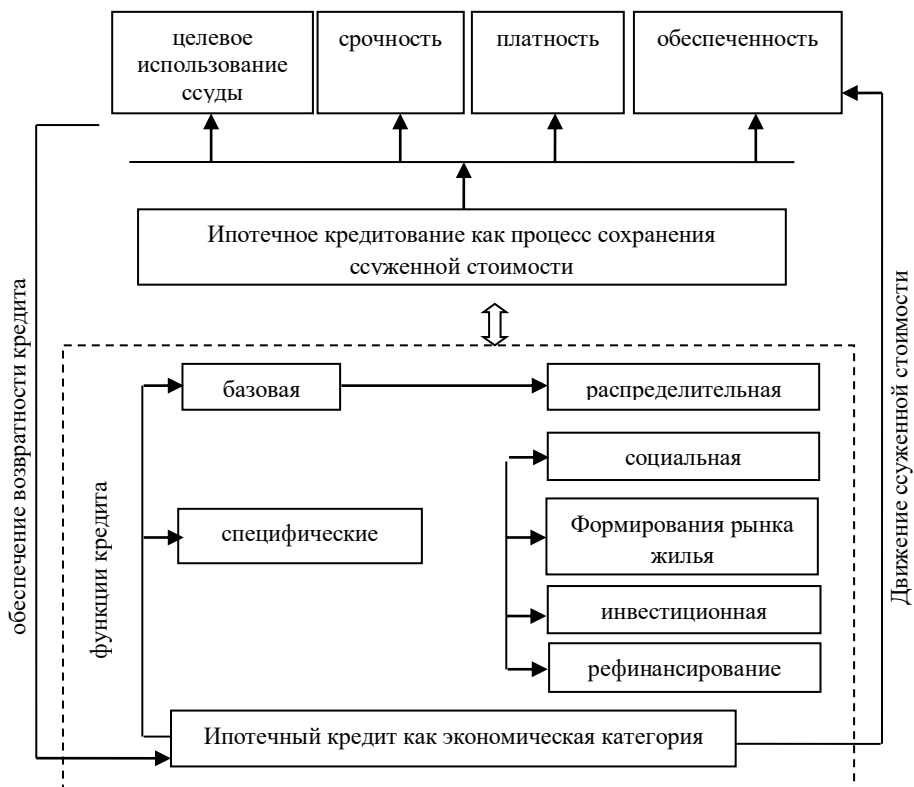 целевое
использование
ссуды
срочность
платность
обеспеченность
Ипотечное кредитование как процесс сохранения
ссуженной стоимости
обеспечение возвратности кредита
Движение ссуженной стоимости
функции кредита
базовая
распределительная
социальная
специфические
Формирования рынка
жилья
инвестиционная
рефинансирование
Ипотечный кредит как экономическая категория